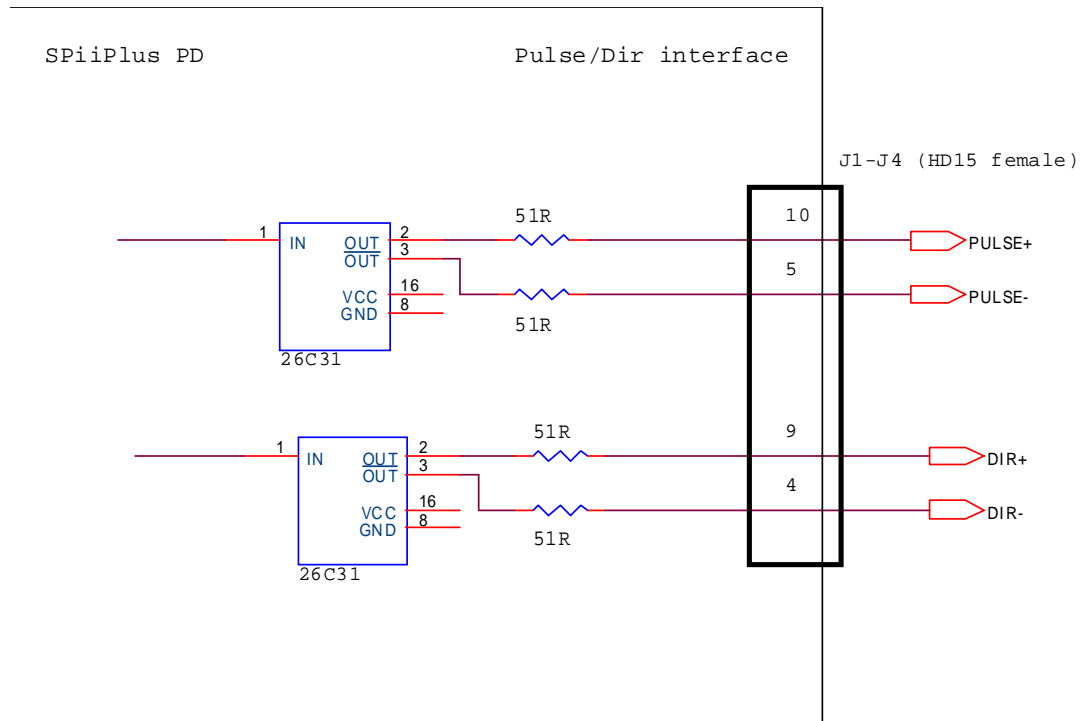 SPiiPlus PD
Pulse/Dir interface
J1-J4 (HD15 female)
51R
10
1
IN
OUT
2
PULSE+
OUT
3
5
VCC
16
PULSE-
GND
8
51R
26C31
51R
9
1
IN
OUT
2
DIR+
OUT
3
4
VCC
16
DIR-
GND
8
51R
26C31